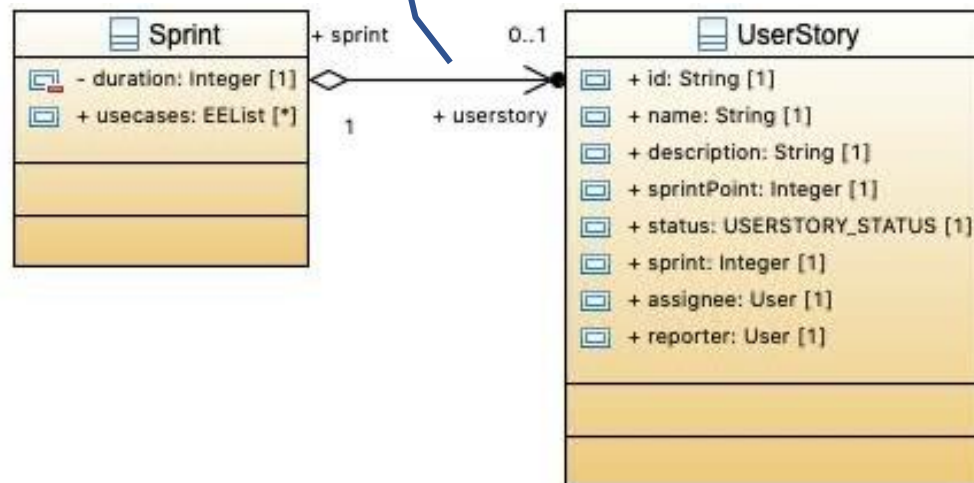 Sprint
- duration: Integer [1]
+ usecases: EEList [*]
+ sprint
0..1
1
+ userstory
UserStory
+ id: String [1]
+ name: String [1]
+ description: String [1]
+ sprintPoint: Integer [1]
+ status: USERSTORY_STATUS [1]
+ sprint: Integer [1]
+ assignee: User [1]
+ reporter: User [1]